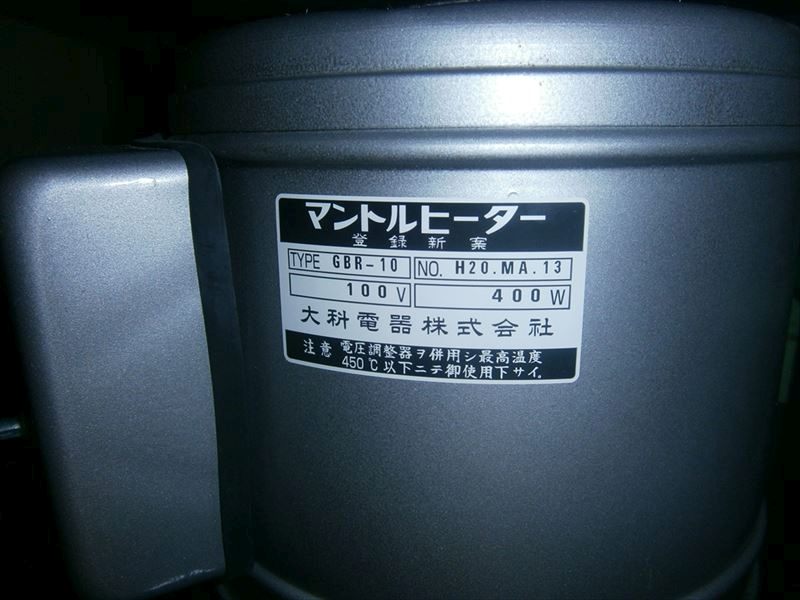 マントルヒーター
登録新案
TYPE GBR-10 NO. H20.MA.13
100V 400W
大科電器株式会社
注意 電圧調整器ヲ併用シ最高温度
450℃以下ニテ御使用下サイ.